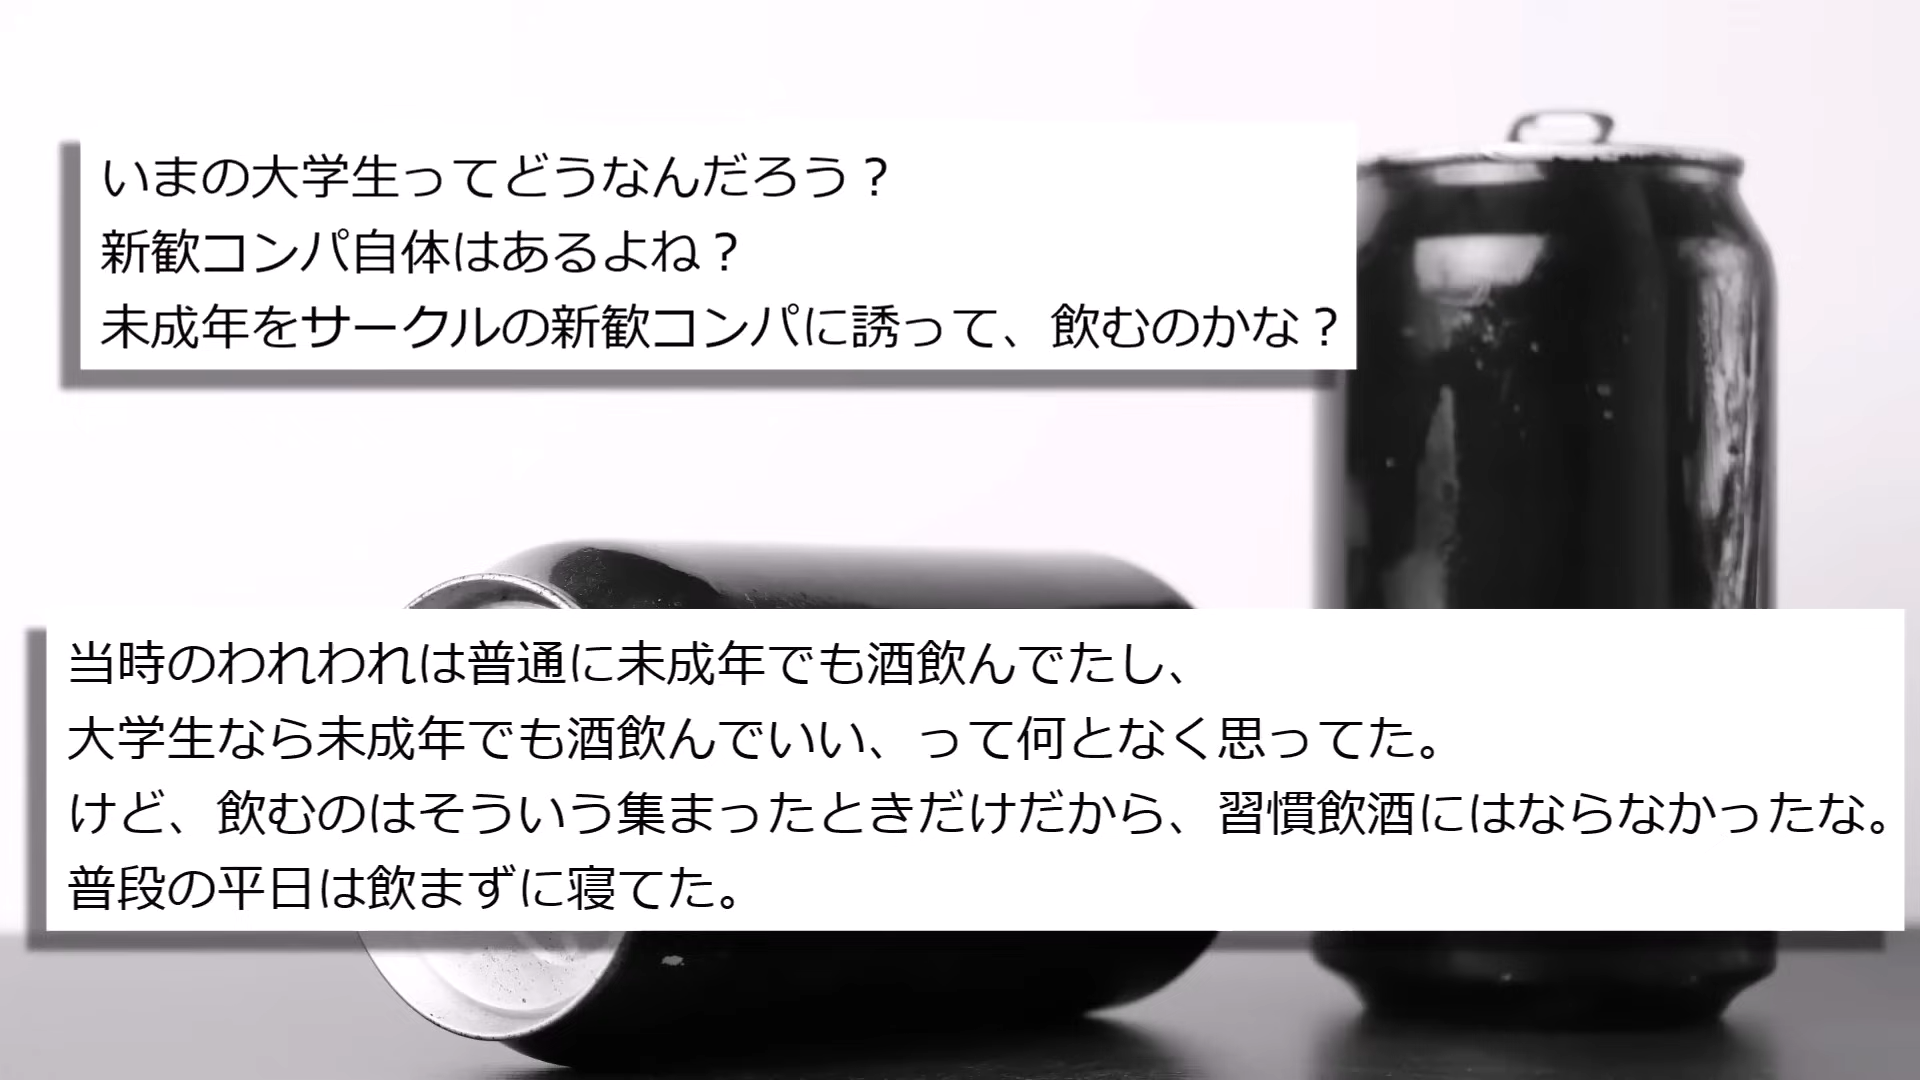 いまの大学生ってどうなんだろう？
新歓コンパ自体はあるよね？
未成年をサークルの新歓コンパに誘って、飲むのかな？
当時のわれわれは普通に未成年でも酒飲んでたし、
大学生なら未成年でも酒飲んでいい、って何となく思ってた。
けど、飲むのはそういう集まったときだけだから、習慣飲酒にはならなかったな。
普段の平日は飲まずに寝てた。